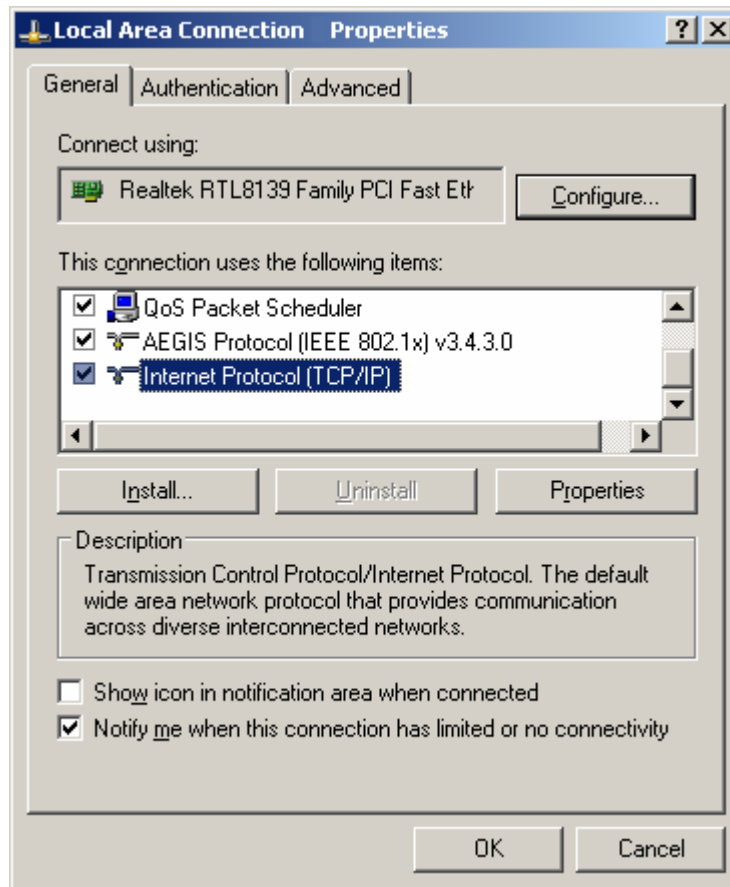 Local Area Connection Properties
General Authentication Advanced
Connect using:
Realtek RTL8139 Family PCI Fast Eth
Configure...
This connection uses the following items:
QoS Packet Scheduler
AEGIS Protocol (IEEE 802.1x) v3.4.3.0
Internet Protocol (TCP/IP)
Install... Uninstall Properties
Description
Transmission Control Protocol/Internet Protocol. The default
wide area network protocol that provides communication
across diverse interconnected networks.
Show icon in notification area when connected
Notify me when this connection has limited or no connectivity
OK Cancel